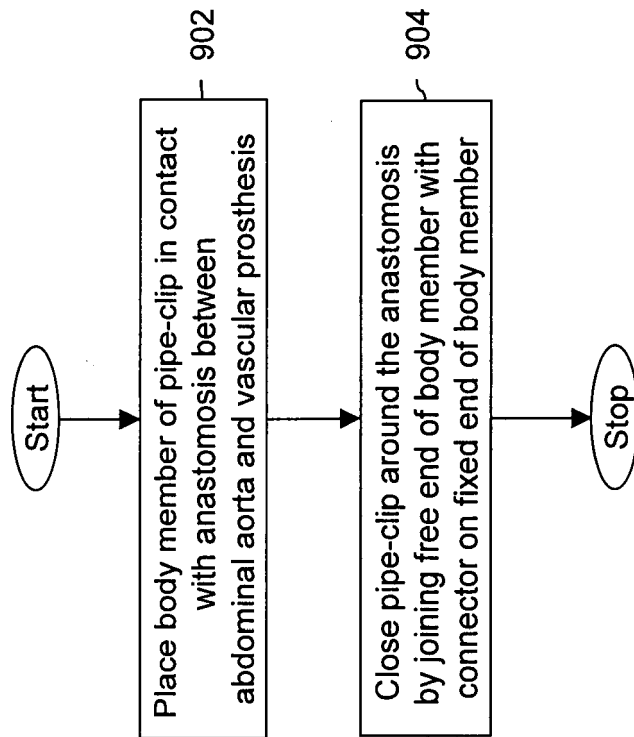 Start
902
Place body member of pipe-clip in contact
with anastomosis between
abdominal aorta and vascular prosthesis
904
Close pipe-clip around the anastomosis
by joining free end of body member with
connector on fixed end of body member
Stop